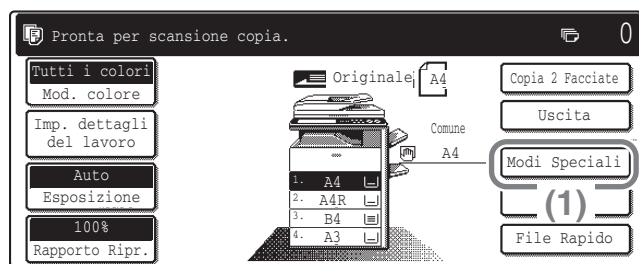 Pronta per scansione copia.
0
Tutti i colori
Mod. colore
Imp. dettagli
del lavoro
Auto
Esposizione
100%
Rapporto Ripr.
Originale
A4
Comune
A4
1. A4
2. A4R
3. B4
4. A3
Copia 2 Facciate
Uscita
Modi Speciali
(1)
File Rapido